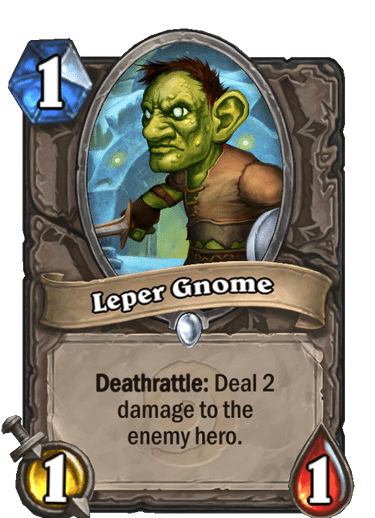 1
Leper Gnome
Deathrattle: Deal 2
damage to the
enemy hero.
1
1